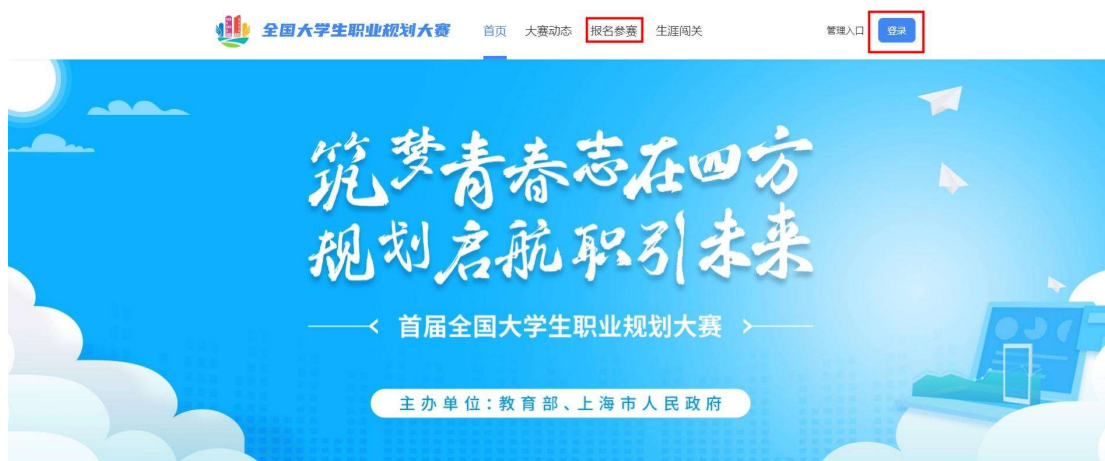 全国大学生职业规划大赛 首页 大赛动态 报名参赛 生涯闯关 管理入口 登录
筑梦青春志在四方
规划启航职引未来
首届全国大学生职业规划大赛
主办单位：教育部、上海市人民政府